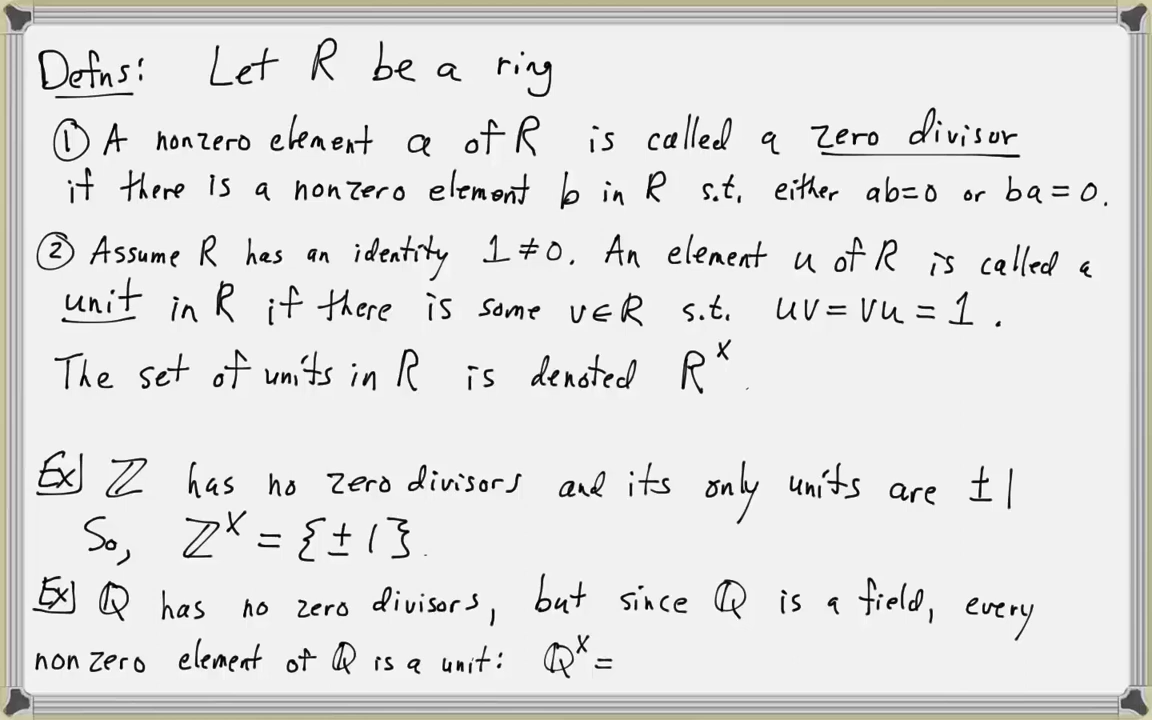 Defns: Let R be a ring
① A nonzero element a of R is called a zero divisor
if there is a nonzero element b in R s.t. either ab=0 or ba=0.
② Assume R has an identity 1≠0. An element u of R is called a
unit in R if there is some v∈R s.t. uv=vu=1.
The set of units in R is denoted R^×.
Ex] ℤ has no zero divisors and its only units are ±1
So, ℤ^× = {±1}.
Ex] ℚ has no zero divisors, but since ℚ is a field, every
nonzero element of ℚ is a unit: ℚ^× =